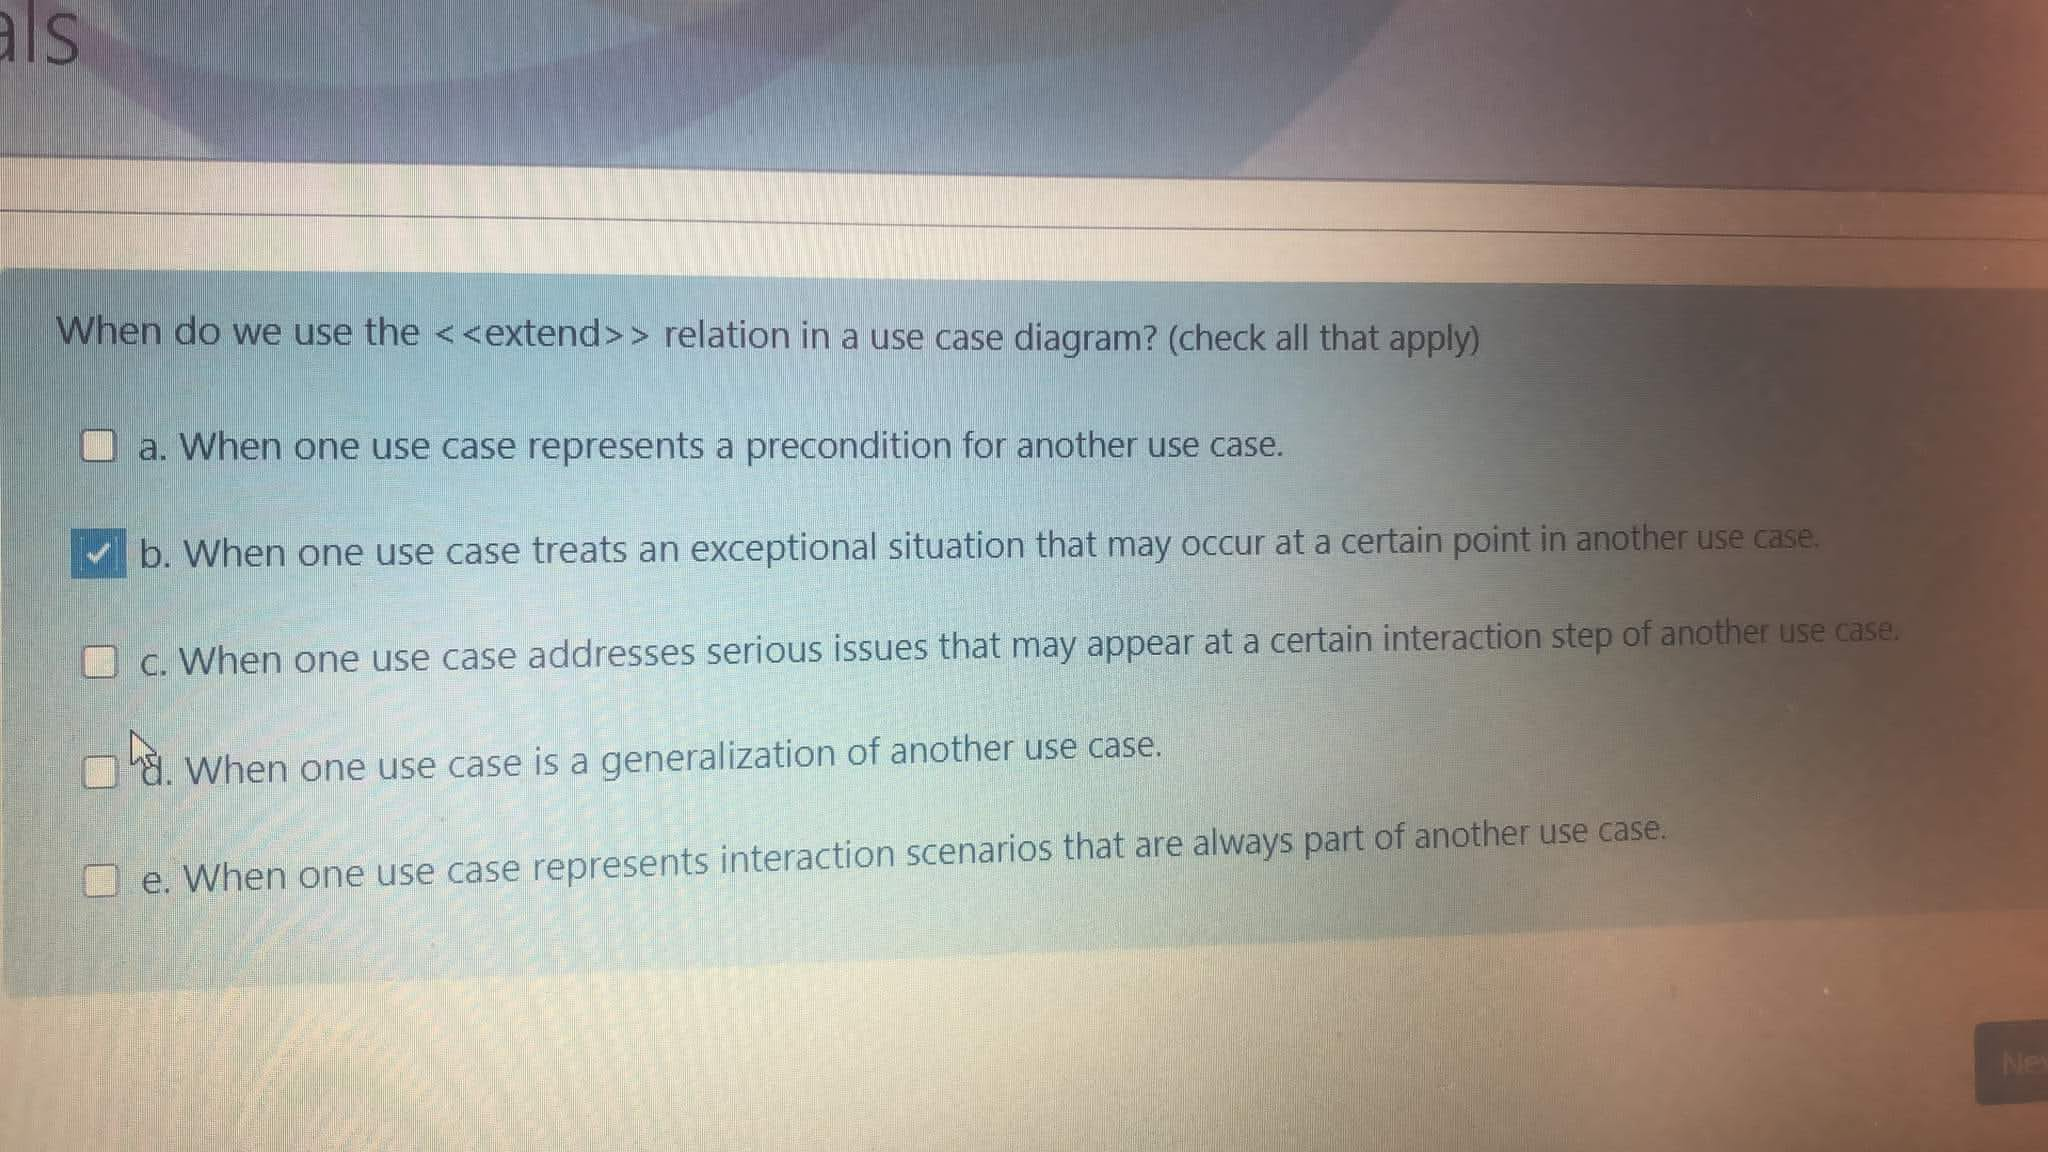 als
When do we use the <<extend>> relation in a use case diagram? (check all that apply)
a. When one use case represents a precondition for another use case.
b. When one use case treats an exceptional situation that may occur at a certain point in another use case.
c. When one use case addresses serious issues that may appear at a certain interaction step of another use case.
d. When one use case is a generalization of another use case.
e. When one use case represents interaction scenarios that are always part of another use case.
Ne